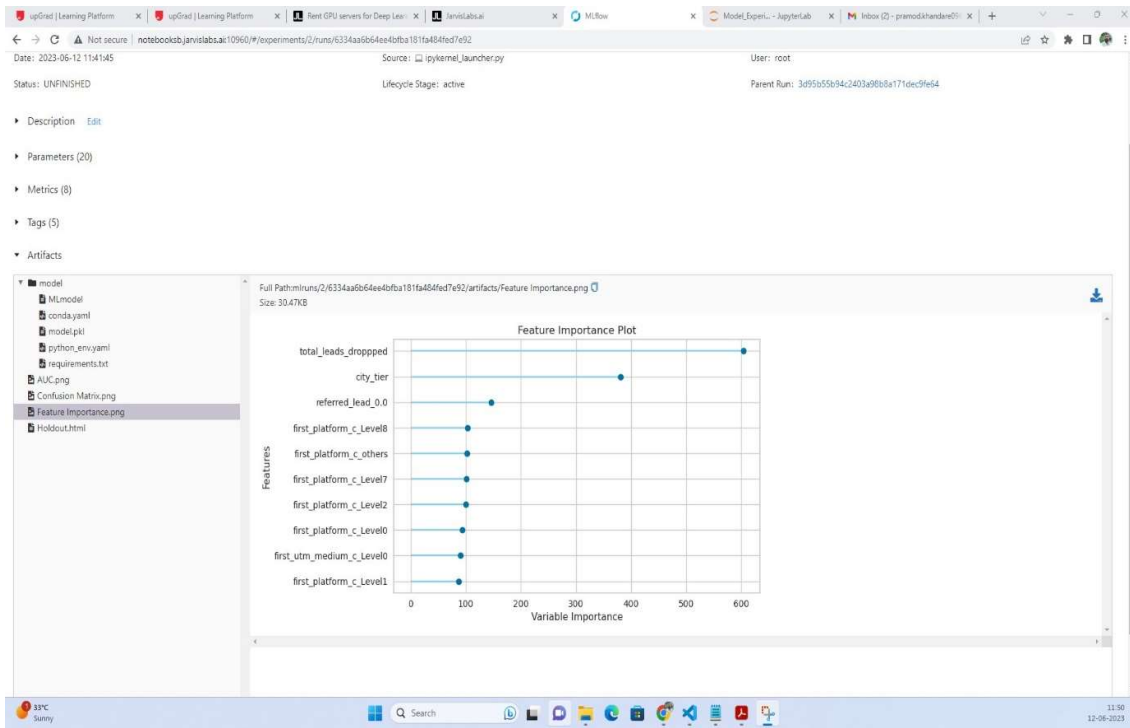 upGrad | Learning Platform
upGrad | Learning Platform
Rent GPU servers for Deep Lear
JarvisLabs.ai
MLflow
Model_Experi... - JupyterLab
Inbox (2) -
Not secure | notebooksb.jarvislabs.ai:10960/#/experiments/2/runs/6334aa6b64ee4bfba181fa484fed7e92
Date: 2023-06-12 11:41:45
Source: ipykernel_launcher.py
User: root
Status: UNFINISHED
Lifecycle Stage: active
Parent Run: 3d95b55b94c2403a98b8a171dec9fe64
Description Edit
Parameters (20)
Metrics (8)
Tags (5)
Artifacts
model
MLmodel
conda.yaml
model.pkl
python_env.yaml
requirements.txt
AUC.png
Confusion Matrix.png
Feature Importance.png
Holdout.html
Full Path:mlruns/2/6334aa6b64ee4bfba181fa484fed7e92/artifacts/Feature Importance.png
Size: 30.47KB
Feature Importance Plot
total_leads_droppped
city_tier
referred_lead_0.0
first_platform_c_Level8
first_platform_c_others
first_platform_c_Level7
first_platform_c_Level2
first_platform_c_Level0
first_utm_medium_c_Level0
first_platform_c_Level1
Features
0 100 200 300 400 500 600
Variable Importance
33°C
Sunny
Search
11:50
12-06-2023